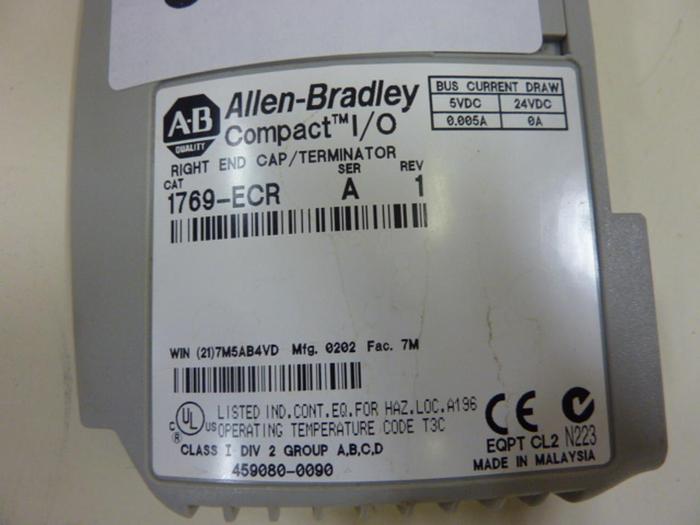 A-B
QUALITY
Allen-Bradley
Compact™ I/O
BUS CURRENT DRAW
5VDC 24VDC
0.005A 0A
RIGHT END CAP/TERMINATOR
CAT SER REV
1769-ECR A 1
WIN (21)7M5AB4VD Mfg. 0202 Fac. 7M
C UL US
®
LISTED IND.CONT.EQ.FOR HAZ.LOC.A196
OPERATING TEMPERATURE CODE T3C
CLASS I DIV 2 GROUP A,B,C,D
459080-0090
CE
EQPT CL2 N223
MADE IN MALAYSIA